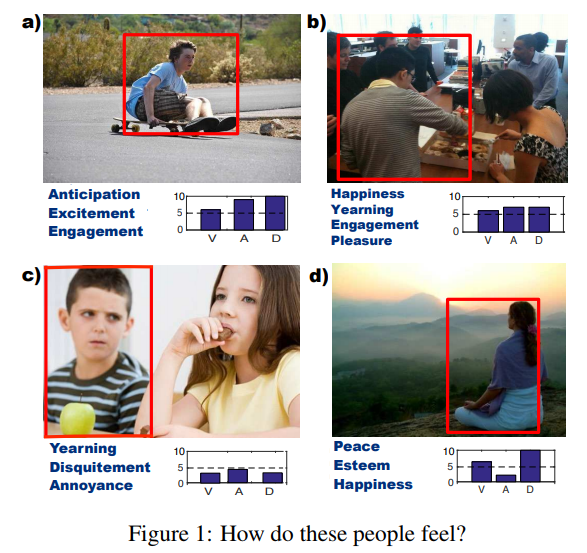 a)
b)
Anticipation
Excitement
Engagement
10
5
0
V A D
Happiness
Yearning
Engagement
Pleasure
10
5
0
V A D
c)
d)
Yearning
Disquitement
Annoyance
10
5
0
V A D
Peace
Esteem
Happiness
10
5
0
V A D
Figure 1: How do these people feel?